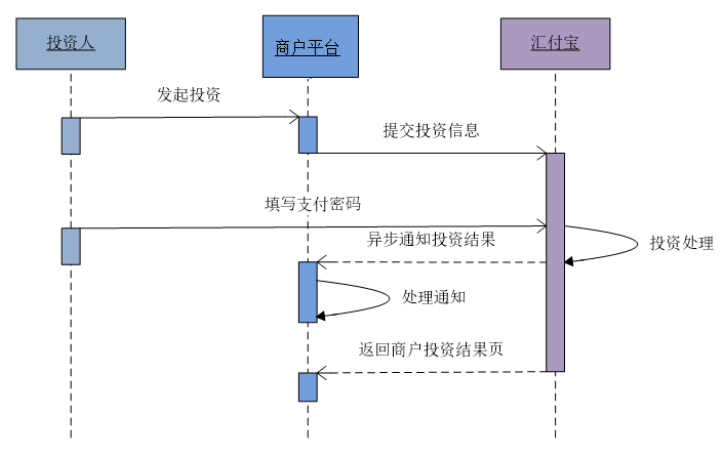 投资人
商户平台
汇付宝
发起投资
提交投资信息
填写支付密码
异步通知投资结果
投资处理
处理通知
返回商户投资结果页